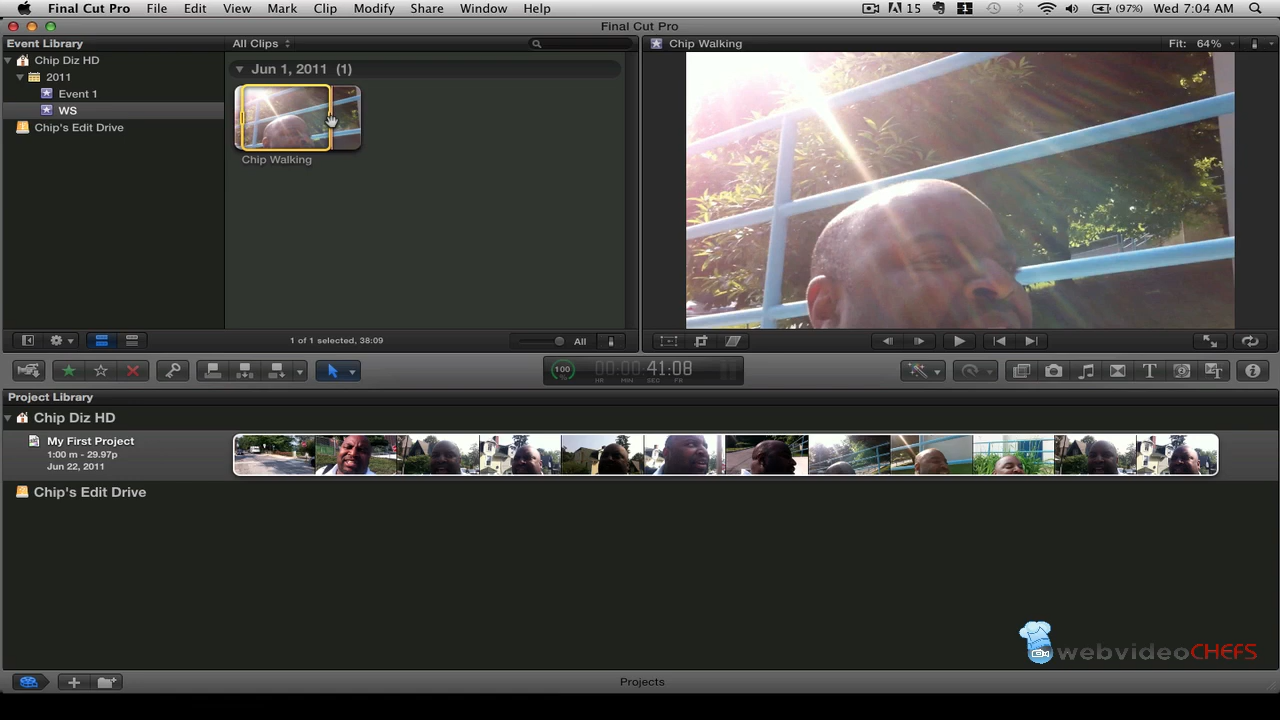 Final Cut Pro File Edit View Mark Clip Modify Share Window Help 15 1 (97%) Wed 7:04 AM
Final Cut Pro
Event Library All Clips Chip Walking Fit: 64%
Chip Diz HD
2011
Event 1
WS
Chip's Edit Drive
Jun 1, 2011 (1)
Chip Walking
1 of 1 selected, 38:09 All
100 % 00:00:41:08
HR MIN SEC FR
Project Library
Chip Diz HD
My First Project
1:00 m - 29.97p
Jun 22, 2011
Chip's Edit Drive
webvideoCHEFS
Projects